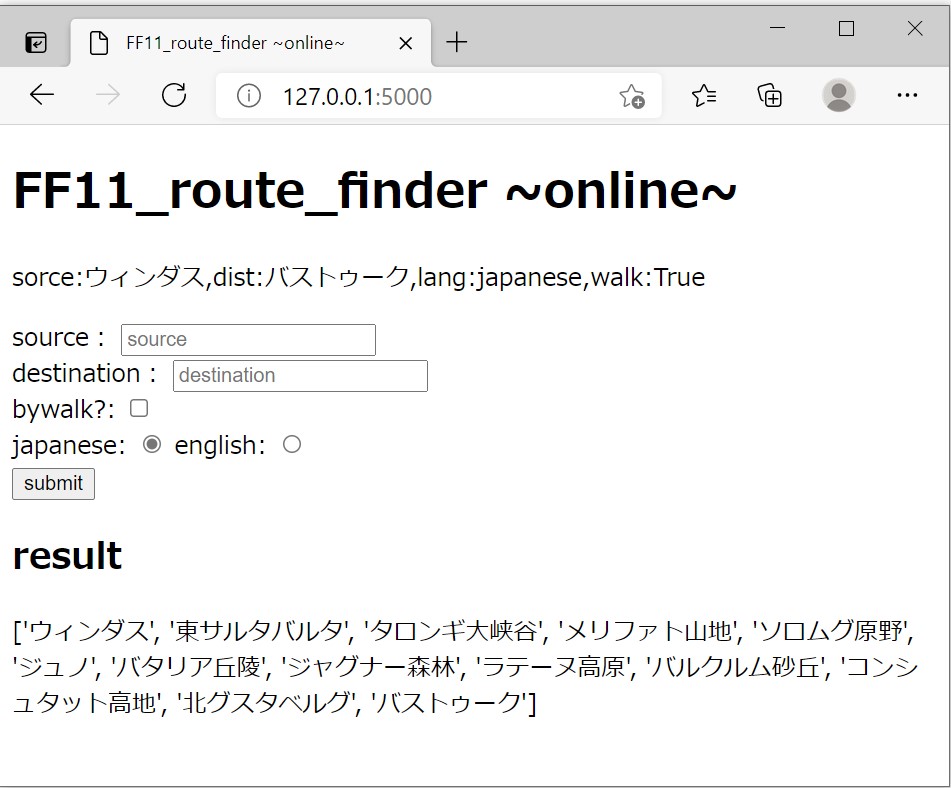 FF11_route_finder ~online~
127.0.0.1:5000
FF11_route_finder ~online~
sorce:ウィンダス,dist:バストゥーク,lang:japanese,walk:True
source : source
destination : destination
bywalk?:
japanese: english:
submit
result
['ウィンダス', '東サルタバルタ', 'タロンギ大峡谷', 'メリファト山地', 'ソロムグ原野',
'ジュノ', 'バタリア丘陵', 'ジャグナー森林', 'ラテーヌ高原', 'バルクルム砂丘', 'コンシ
ュタット高地', '北グスタベルグ', 'バストゥーク']